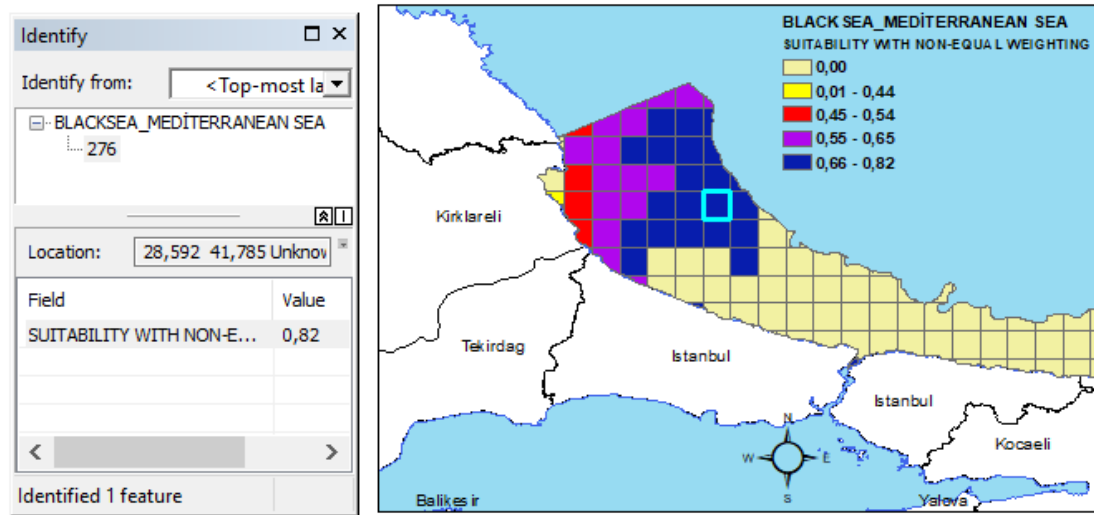 Identify
Identify from:
<Top-most la
BLACKSEA_MEDİTERRANEAN SEA
276
Location:
28,592 41,785 Unknov
Field Value
SUITABILITY WITH NON-E... 0,82
Identified 1 feature
BLACK SEA_MEDİTERRANEAN SEA
SUITABILITY WITH NON-EQUAL WEIGHTING
0,00
0,01 - 0,44
0,45 - 0,54
0,55 - 0,65
0,66 - 0,82
Kirklareli
Tekirdag
Istanbul
Istanbul
Kocaeli
N
W E
S
Balikesir
Yalova